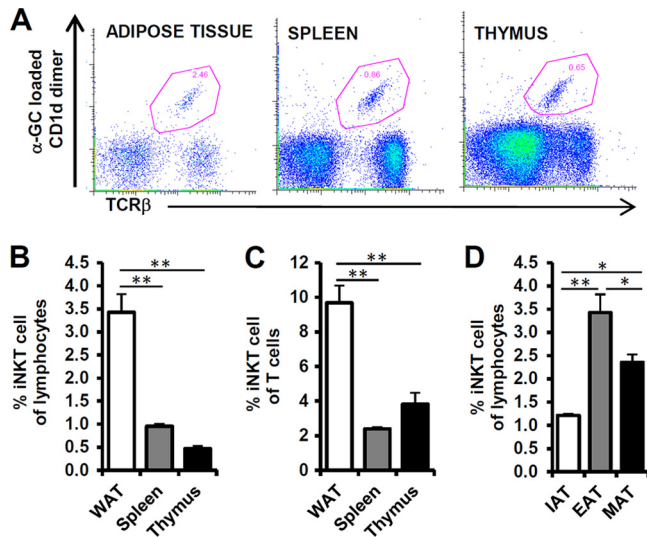 A
ADIPOSE TISSUE
SPLEEN
THYMUS
α-GC loaded
CD1d dimer
2.46
0.86
0.65
TCRβ
B
% iNKT cell
of lymphocytes
4.5
4.0
3.5
3.0
2.5
2.0
1.5
1.0
0.5
0.0
**
**
WAT
Spleen
Thymus
C
% iNKT cell
of T cells
12
10
8
6
4
2
0
**
**
WAT
Spleen
Thymus
D
% iNKT cell
of lymphocytes
4.5
4.0
3.5
3.0
2.5
2.0
1.5
1.0
0.5
0.0
*
**
*
IAT
EAT
MAT